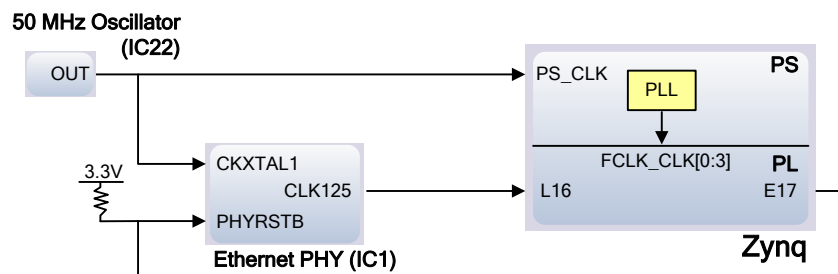 50 MHz Oscillator
(IC22)
OUT
PS_CLK
PS
PLL
FCLK_CLK[0:3]
PL
3.3V
CKXTAL1
CLK125
PHYRSTB
L16
E17
Ethernet PHY (IC1)
Zynq